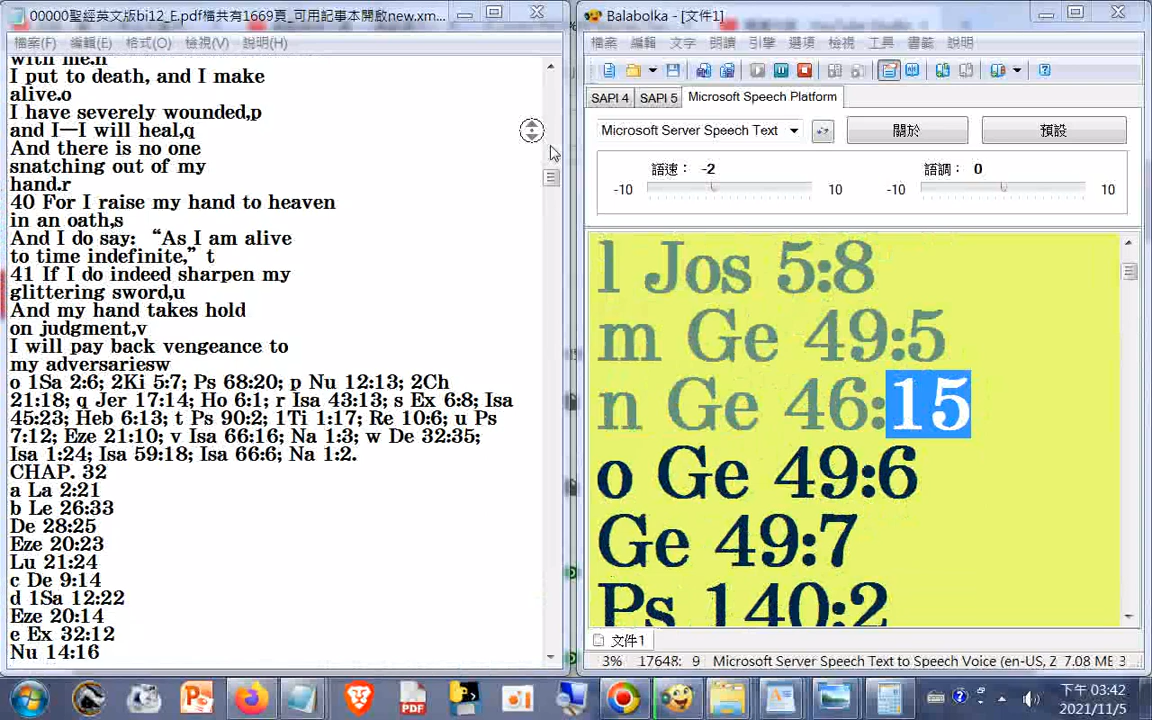 00000聖經英文版bi12_E.pdf檔共有1669頁_可用記事本開啟new.xm...
檔案(F) 編輯(E) 格式(O) 檢視(V) 說明(H)
with me.n
I put to death, and I make
alive.o
I have severely wounded,p
and I—I will heal,q
And there is no one
snatching out of my
hand.r
40 For I raise my hand to heaven
in an oath,s
And I do say: “As I am alive
to time indefinite,” t
41 If I do indeed sharpen my
glittering sword,u
And my hand takes hold
on judgment,v
I will pay back vengeance to
my adversariesw
o 1Sa 2:6; 2Ki 5:7; Ps 68:20; p Nu 12:13; 2Ch
21:18; q Jer 17:14; Ho 6:1; r Isa 43:13; s Ex 6:8; Isa
45:23; Heb 6:13; t Ps 90:2; 1Ti 1:17; Re 10:6; u Ps
7:12; Eze 21:10; v Isa 66:16; Na 1:3; w De 32:35;
Isa 1:24; Isa 59:18; Isa 66:6; Na 1:2.
CHAP. 32
a La 2:21
b Le 26:33
De 28:25
Eze 20:23
Lu 21:24
c De 9:14
d 1Sa 12:22
Eze 20:14
e Ex 32:12
Nu 14:16
Balabolka - [文件1]
檔案 編輯 文字 朗讀 引擎 選項 檢視 工具 書籤 說明
SAPI 4 SAPI 5 Microsoft Speech Platform
Microsoft Server Speech Text 關於 預設
語速： -2 語調： 0
-10 10 -10 10
l Jos 5:8
m Ge 49:5
n Ge 46:15
o Ge 49:6
Ge 49:7
Ps 140:2
文件1
3% 17648: 9 Microsoft Server Speech Text to Speech Voice (en-US, Z 7.08 MB 3
下午 03:42
2021/11/5